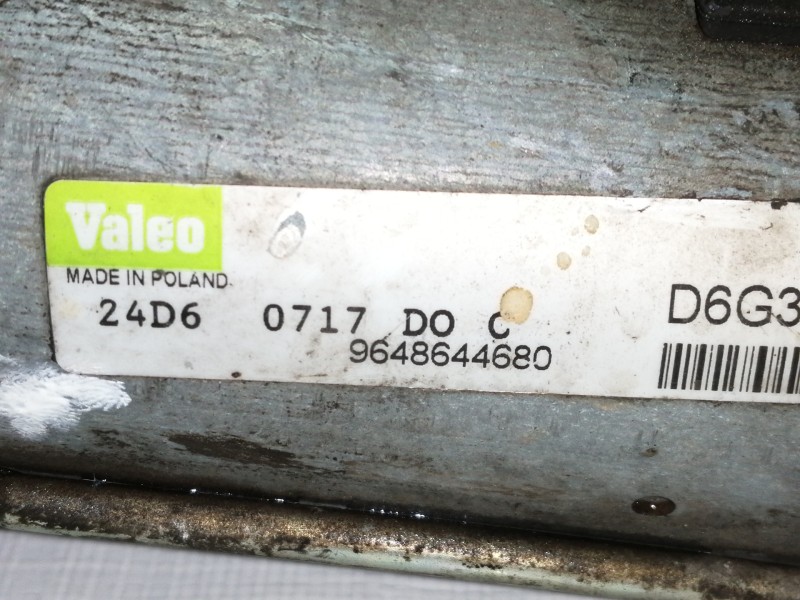 Valeo
MADE IN POLAND
24D6 0717 DO C
9648644680
D6G3